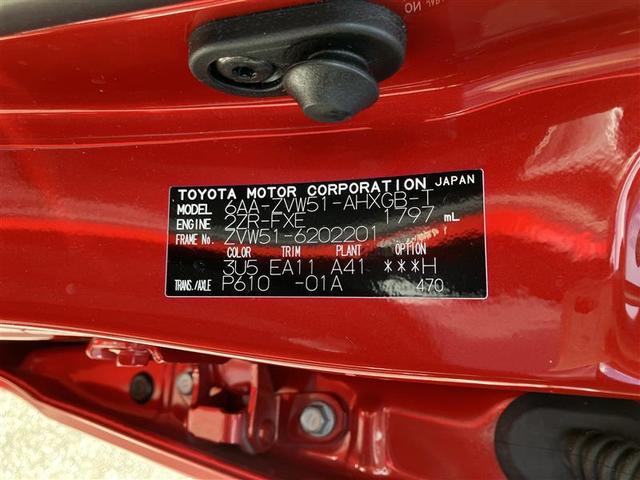 TOYOTA MOTOR CORPORATION JAPAN
MODEL 6AA-ZVW51-AHXGB-T
ENGINE 2ZR-FXE 1797 mL
FRAME No. ZVW51-6202201
COLOR TRIM PLANT OPTION
3U5 EA11 A41 ***H
TRANS./AXLE P610 -01A 470